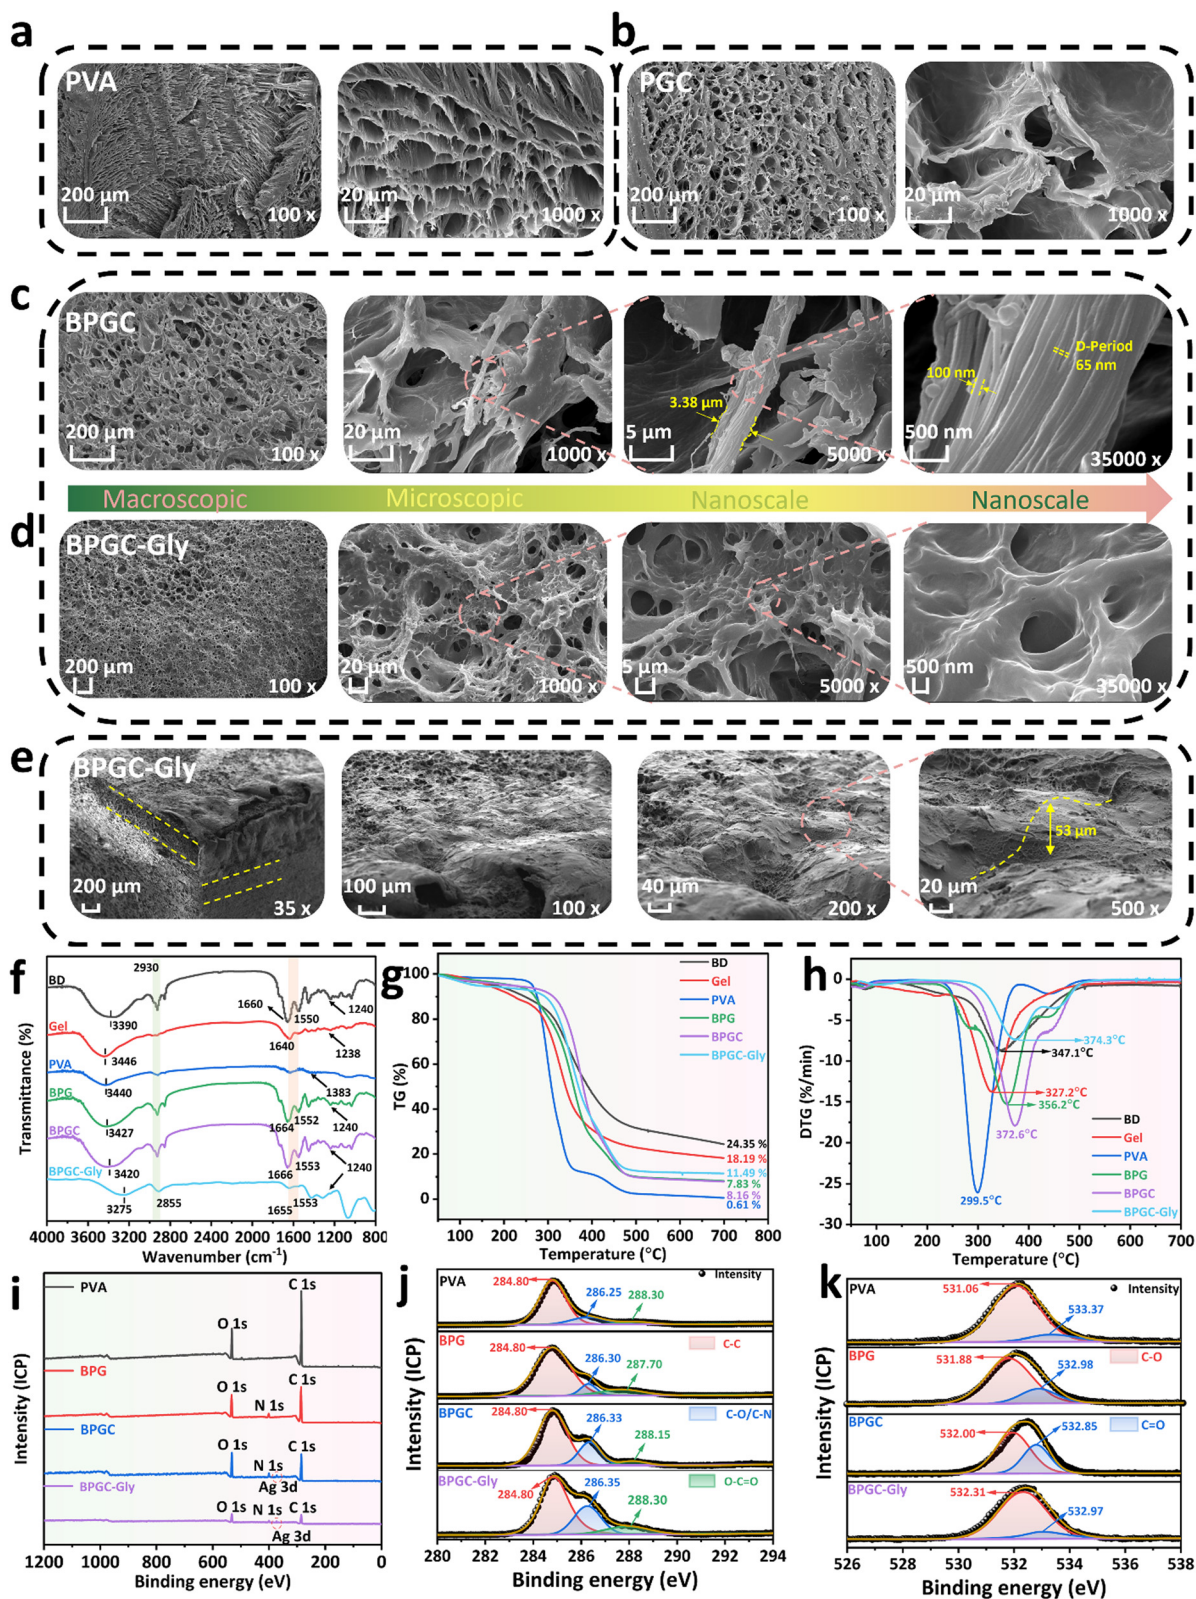 a
PVA
200 μm
100 x
20 μm
1000 x
b
PGC
200 μm
100 x
20 μm
1000 x
c
BPGC
200 μm
100 x
20 μm
1000 x
3.38 μm
5 μm
5000 x
D-Period
65 nm
100 nm
500 nm
35000 x
Macroscopic
Microscopic
Nanoscale
Nanoscale
d
BPGC-Gly
200 μm
100 x
20 μm
1000 x
5 μm
5000 x
500 nm
35000 x
e
BPGC-Gly
200 μm
35 x
100 μm
100 x
40 μm
200 x
53 μm
20 μm
500 x
f
Transmittance (%)
BD
2930
3390
1660
1550
1240
Gel
3446
1640
1238
PVA
3440
1383
BPG
3427
1664
1552
1240
BPGC
3420
1666
1553
1240
BPGC-Gly
3275
2855
1655
1553
4000 3600 3200 2800 2400 2000 1600 1200 800
Wavenumber (cm⁻¹)
g
TG (%)
100
80
60
40
20
0
BD
Gel
PVA
BPG
BPGC
BPGC-Gly
24.35 %
18.19 %
11.49 %
7.83 %
8.16 %
0.61 %
0 100 200 300 400 500 600 700 800
Temperature (°C)
h
DTG (%/min)
0
-5
-10
-15
-20
-25
-30
374.3°C
347.1°C
327.2°C
356.2°C
372.6°C
299.5°C
BD
Gel
PVA
BPG
BPGC
BPGC-Gly
100 200 300 400 500 600 700
Temperature (°C)
i
Intensity (ICP)
PVA
C 1s
O 1s
BPG
O 1s
N 1s
C 1s
BPGC
O 1s
N 1s
C 1s
Ag 3d
BPGC-Gly
O 1s
N 1s
C 1s
Ag 3d
1200 1000 800 600 400 200 0
Binding energy (eV)
j
Intensity (ICP)
PVA
284.80
286.25
288.30
Intensity
BPG
284.80
286.30
287.70
C-C
BPGC
284.80
286.33
288.15
C-O/C-N
BPGC-Gly
284.80
286.35
288.30
O-C=O
280 282 284 286 288 290 292 294
Binding energy (eV)
k
Intensity (ICP)
PVA
531.06
533.37
Intensity
BPG
531.88
532.98
C-O
BPGC
532.00
532.85
C=O
BPGC-Gly
532.31
532.97
526 528 530 532 534 536 538
Binding energy (eV)